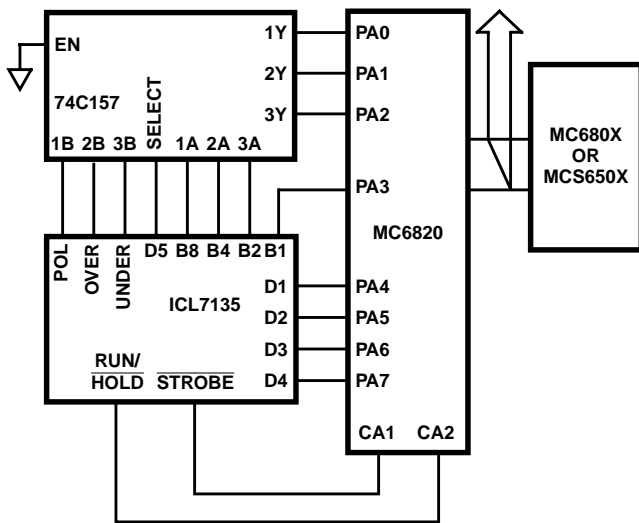 EN
74C157
1Y
2Y
3Y
1B 2B 3B SELECT 1A 2A 3A
PA0
PA1
PA2
PA3
MC6820
PA4
PA5
PA6
PA7
CA1 CA2
MC680X
OR
MCS650X
POL OVER UNDER D5 B8 B4 B2 B1
ICL7135
D1
D2
D3
D4
RUN/
HOLD STROBE